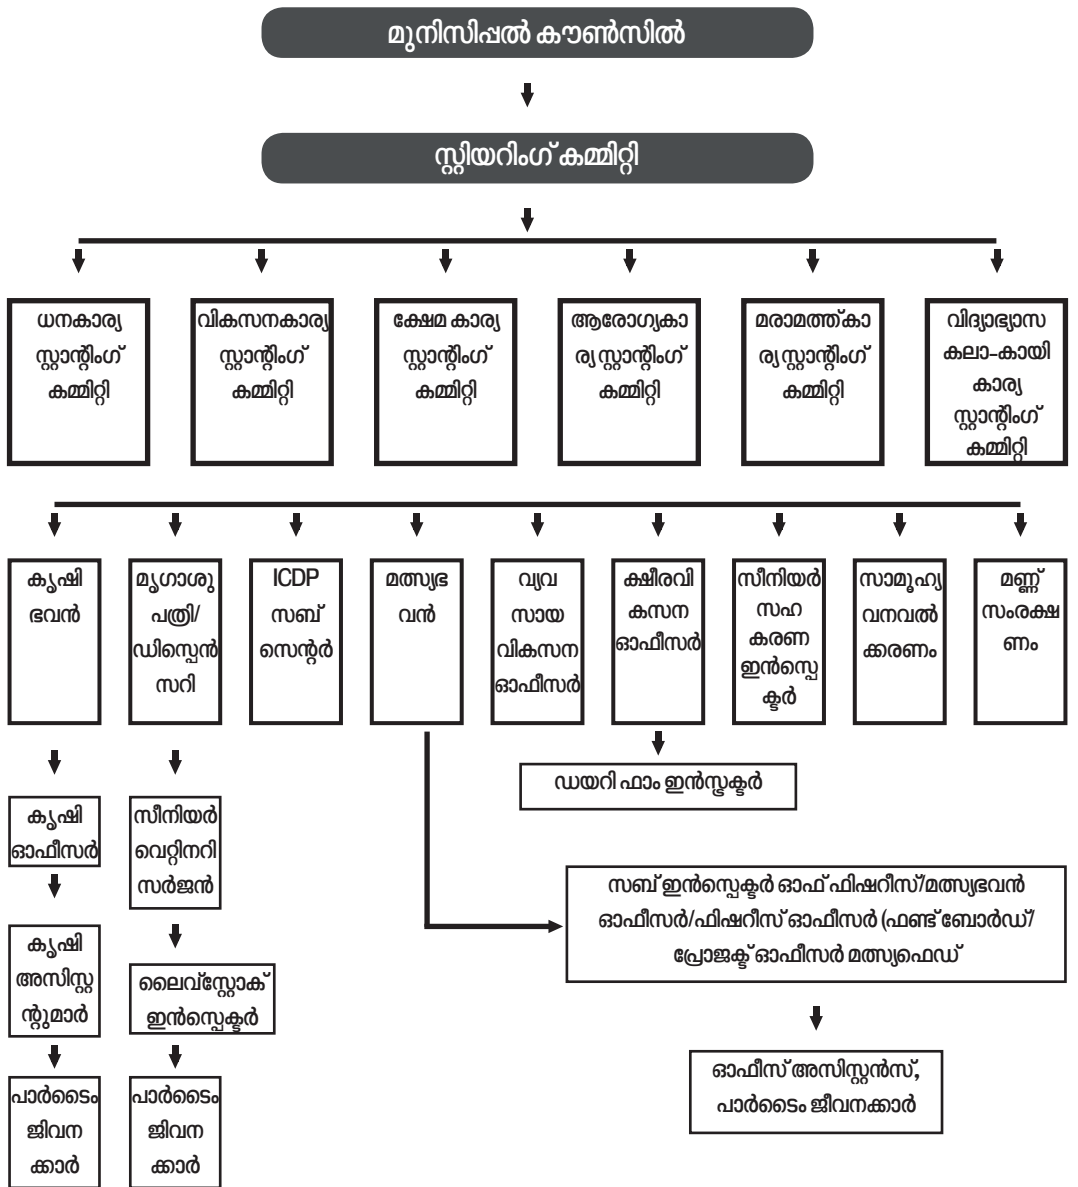 മുനിസിപ്പൽ കൗൺസിൽ
സ്റ്റിയറിംഗ് കമ്മിറ്റി
ധനകാര്യ
സ്റ്റാന്റിംഗ്
കമ്മിറ്റി
വികസനകാര്യ
സ്റ്റാന്റിംഗ്
കമ്മിറ്റി
ക്ഷേമ കാര്യ
സ്റ്റാന്റിംഗ്
കമ്മിറ്റി
ആരോഗ്യകാ
ര്യ സ്റ്റാന്റിംഗ്
കമ്മിറ്റി
മരാമത്ത്കാ
ര്യ സ്റ്റാന്റിംഗ്
കമ്മിറ്റി
വിദ്യാഭ്യാസ
കലാ-കായി
കാര്യ
സ്റ്റാന്റിംഗ്
കമ്മിറ്റി
കൃഷി
ഭവൻ
മൃഗാശു
പത്രി/
ഡിസ്പെൻ
സറി
ICDP
സബ്
സെന്റർ
മത്സ്യഭ
വൻ
വ്യവ
സായ
വികസന
ഓഫീസർ
ക്ഷീരവി
കസന
ഓഫീസർ
സീനിയർ
സഹ
കരണ
ഇൻസ്പെ
ക്ടർ
സാമൂഹ്യ
വനവൽ
ക്കരണം
മണ്ണ്
സംരക്ഷ
ണം
ഡയറി ഫാം ഇൻസ്ട്രക്ടർ
കൃഷി
ഓഫീസർ
സീനിയർ
വെറ്റിനറി
സർജൻ
സബ് ഇൻസ്പെക്ടർ ഓഫ് ഫിഷറീസ്/മത്സ്യഭവൻ
ഓഫീസർ/ഫിഷറീസ് ഓഫീസർ (ഫണ്ട് ബോർഡ്/
പ്രോജക്ട് ഓഫീസർ മത്സ്യഫെഡ്
കൃഷി
അസിസ്റ്റ
ന്റുമാർ
ലൈവ്സ്റ്റോക്
ഇൻസ്പെക്ടർ
ഓഫീസ് അസിസ്റ്റൻസ്,
പാർടൈം ജീവനക്കാർ
പാർടൈം
ജിവന
ക്കാർ
പാർടൈം
ജിവന
ക്കാർ